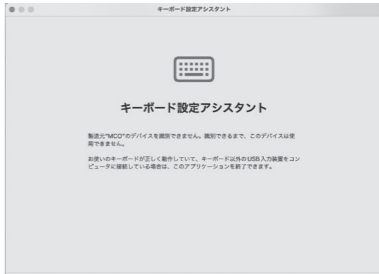 キーボード設定アシスタント
キーボード設定アシスタント
製造元"MCO"のデバイスを識別できません。識別できるまで、このデバイスは使
用できません。
お使いのキーボードが正しく動作していて、キーボード以外のUSB入力装置をコン
ピュータに接続している場合は、このアプリケーションを終了できます。